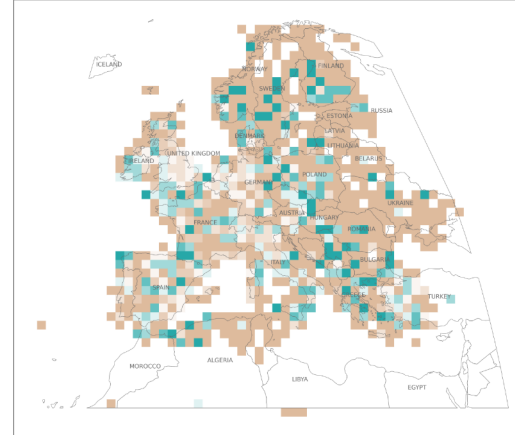 ICELAND
NORWAY
FINLAND
SWEDEN
RUSSIA
ESTONIA
LATVIA
DENMARK
LITHUANIA
UNITED KINGDOM
IRELAND
BELARUS
POLAND
GERMANY
UKRAINE
AUSTRIA
HUNGARY
FRANCE
ROMANIA
BULGARIA
ITALY
SPAIN
GREECE
TURKEY
ALGERIA
MOROCCO
LIBYA
EGYPT